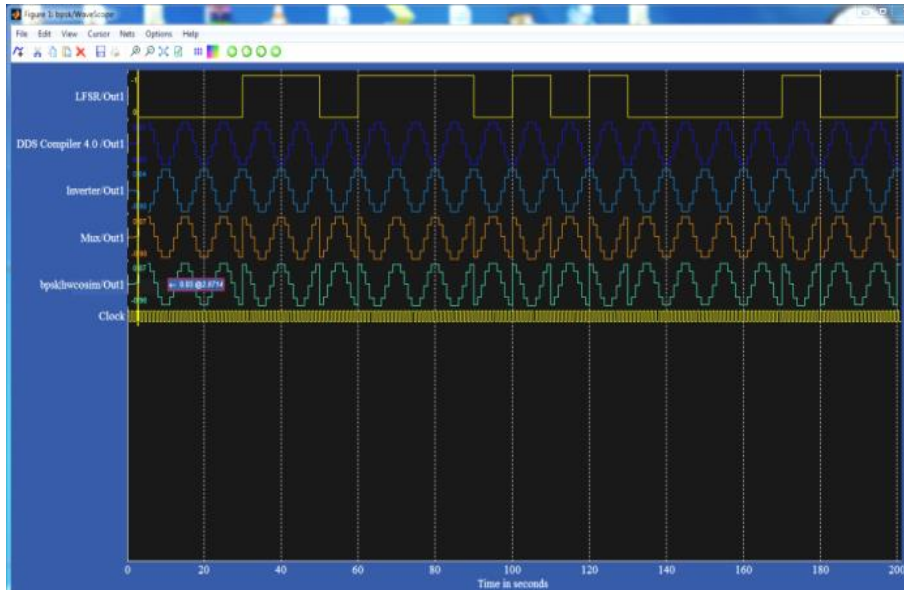 Figure 1: bpsk/WaveScope
File Edit View Cursor Nets Options Help
LFSR/Out1
DDS Compiler 4.0 /Out1
Inverter/Out1
Mux/Out1
bpsk/hwcosim/Out1
Clock
0 20 40 60 80 100 120 140 160 180 200
Time in seconds